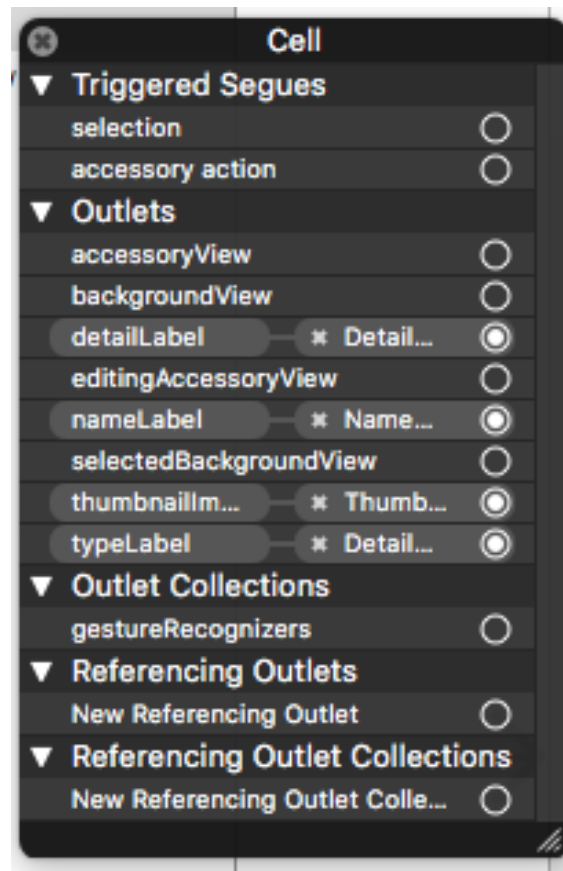 Cell
Triggered Segues
selection
accessory action
Outlets
accessoryView
backgroundView
detailLabel Detail...
editingAccessoryView
nameLabel Name...
selectedBackgroundView
thumbnailIm... Thumb...
typeLabel Detail...
Outlet Collections
gestureRecognizers
Referencing Outlets
New Referencing Outlet
Referencing Outlet Collections
New Referencing Outlet Colle...